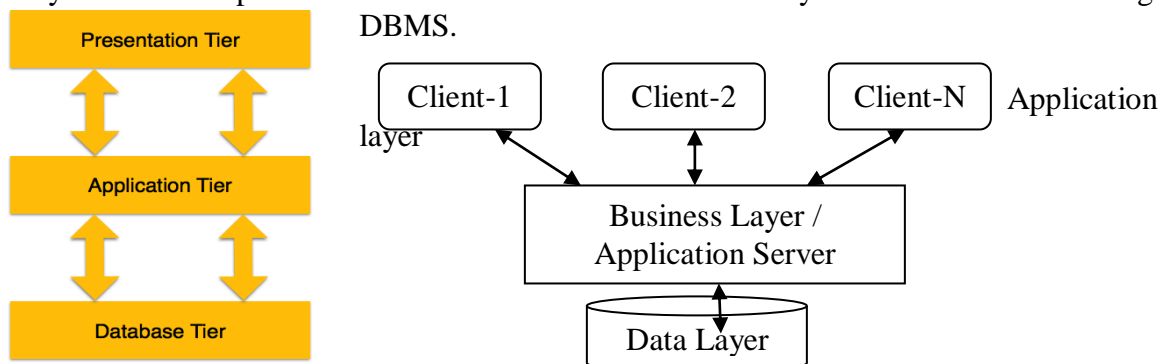 DBMS.
Presentation Tier
Application Tier
Database Tier
Client-1
Client-2
Client-N
Application
layer
Business Layer /
Application Server
Data Layer